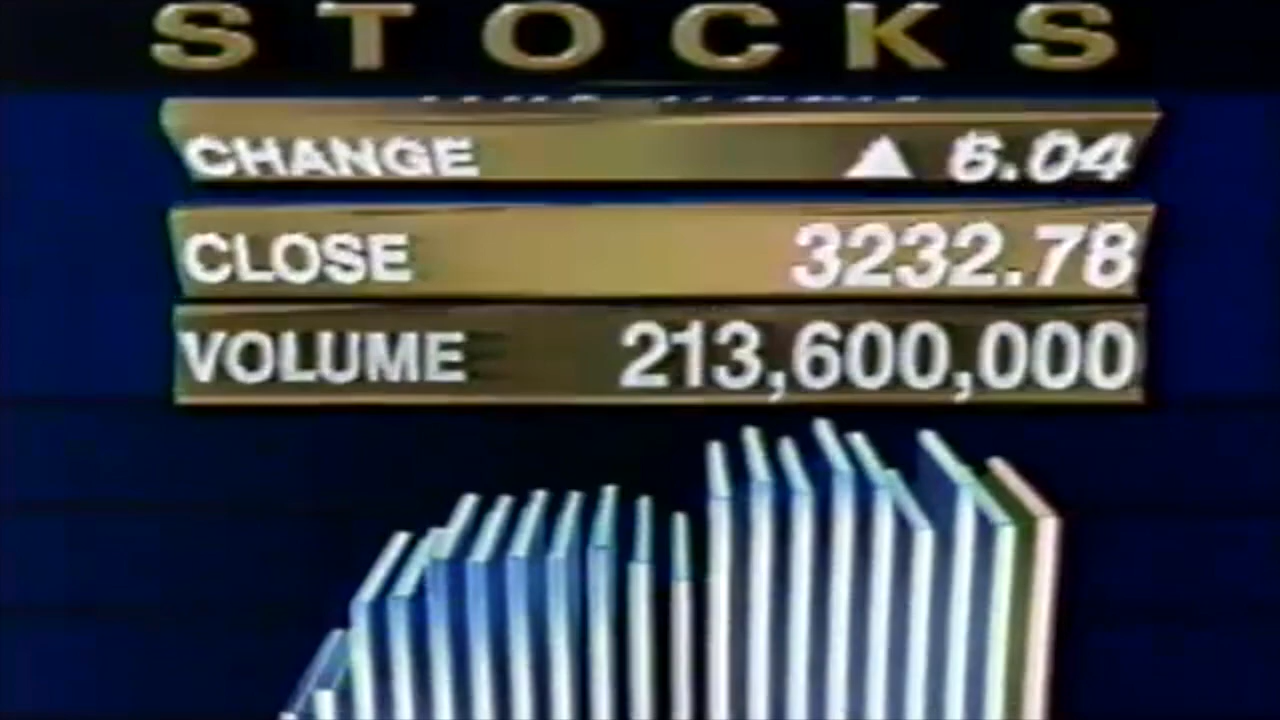 STOCKS
CHANGE ▲ 6.04
CLOSE 3232.78
VOLUME 213,600,000